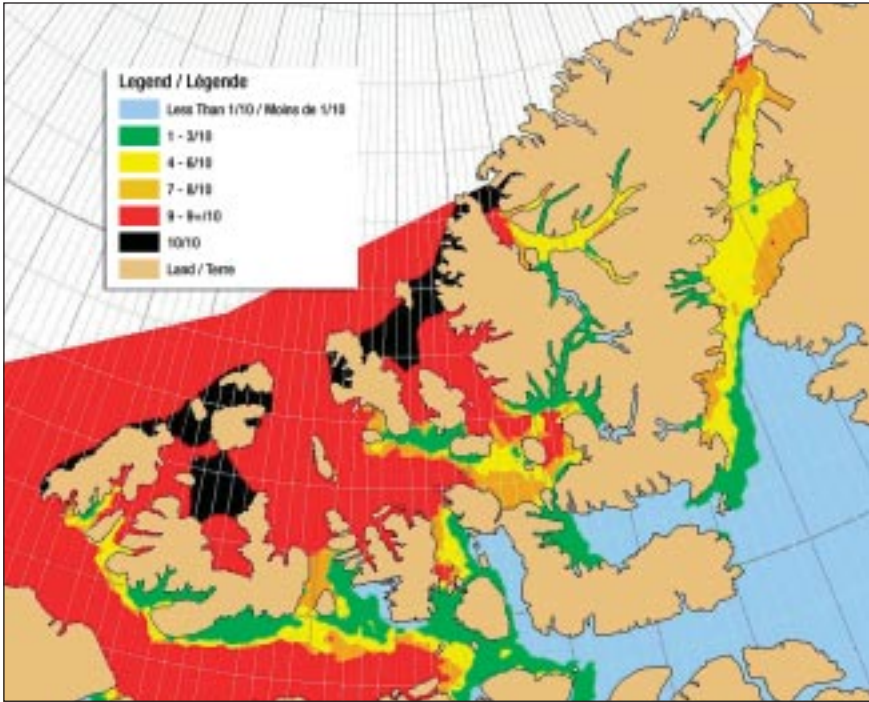 Legend / Légende
Less Than 1/10 / Moins de 1/10
1 - 3/10
4 - 6/10
7 - 8/10
9 - 9+/10
10/10
Land / Terre